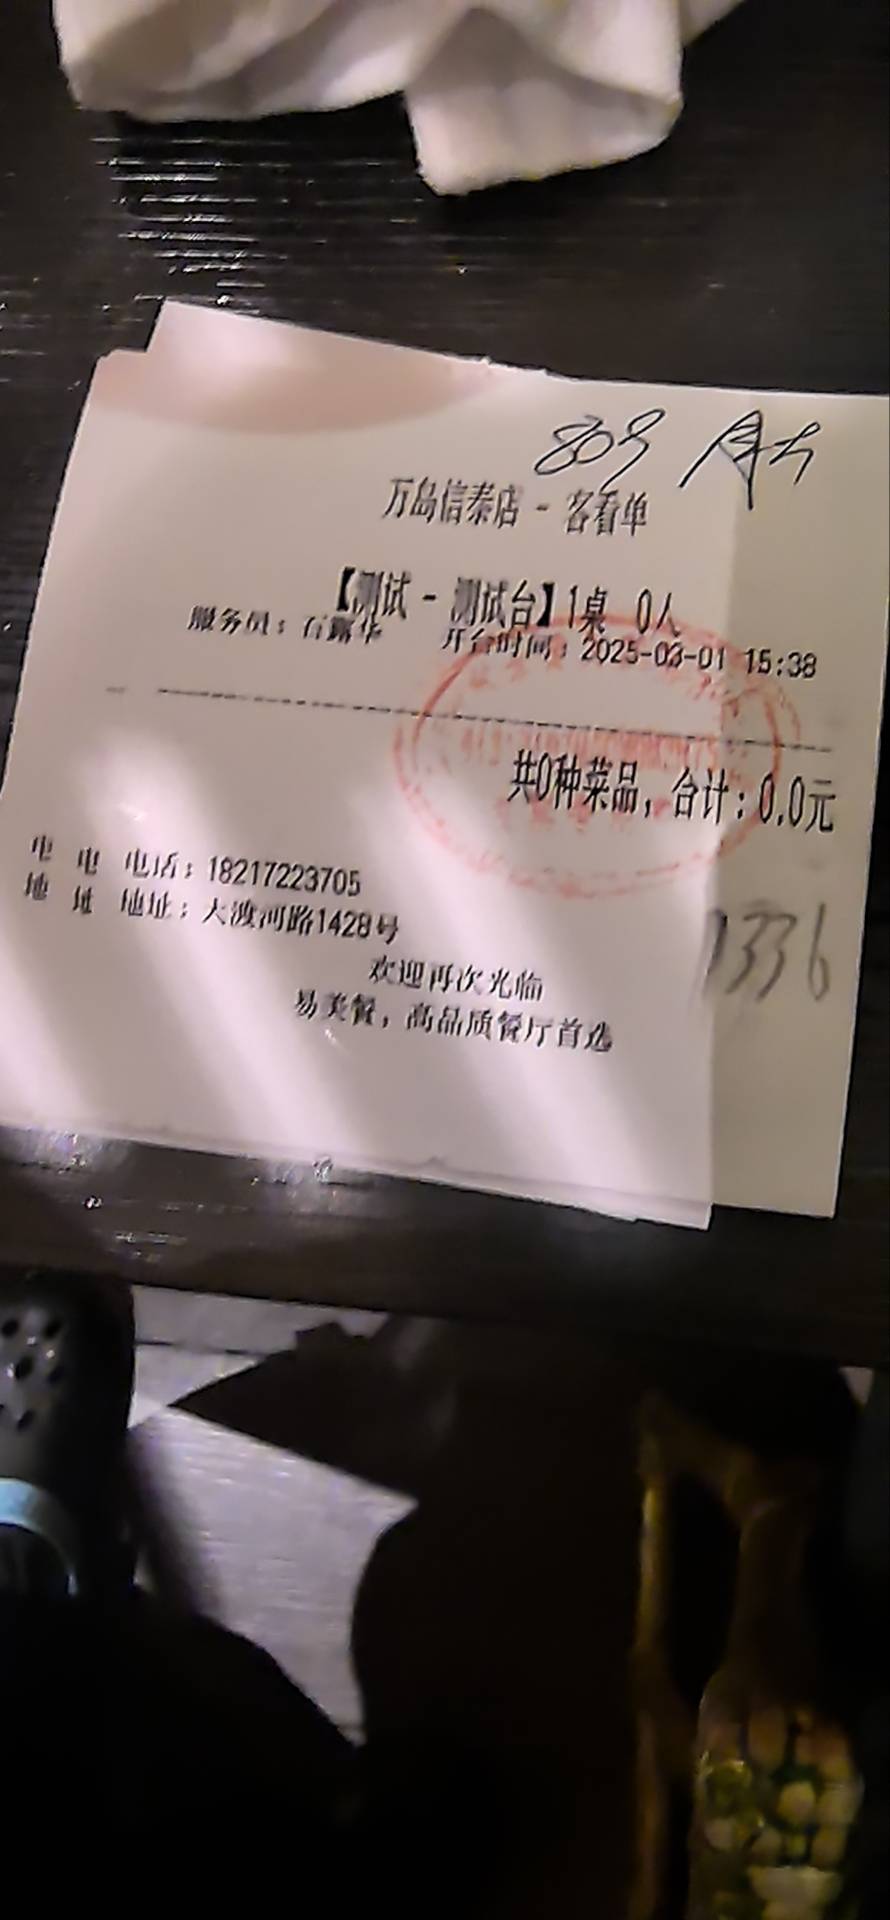 万岛信泰店 - 客看单
【测试 - 测试台】1桌 0人
服务员：石露华 开台时间：2025-03-01 15:38
共0种菜品，合计：0.0元
电 电 电话：18217223705
地 址 地址：大渡河路1428号
1336
欢迎再次光临
易美餐，高品质餐厅首选